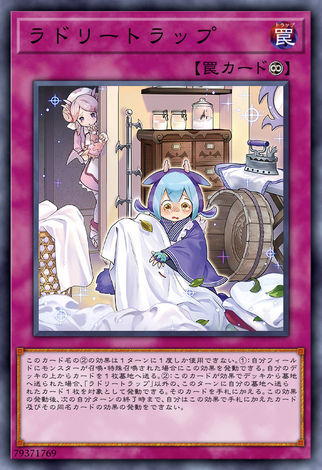 ラドリートラップ
トラップ
罠
【罠カード】
このカード名の②の効果は1ターンに1度しか使用できない。①:自分フィール
ドにモンスターが召喚・特殊召喚された場合にこの効果を発動できる。自分のデ
ッキの上からカードを1枚墓地へ送る。②:このカードが効果でデッキから墓地
へ送られた場合、「ラドリートラップ」以外の、このターンに自分の墓地へ送ら
れたカード1枚を対象として発動できる。そのカードを手札に加える。この効果
の発動後、次の自分ターンの終了時まで、自分はこの効果で手札に加えたカード
及びその同名カードの効果の発動をできない。
79371769